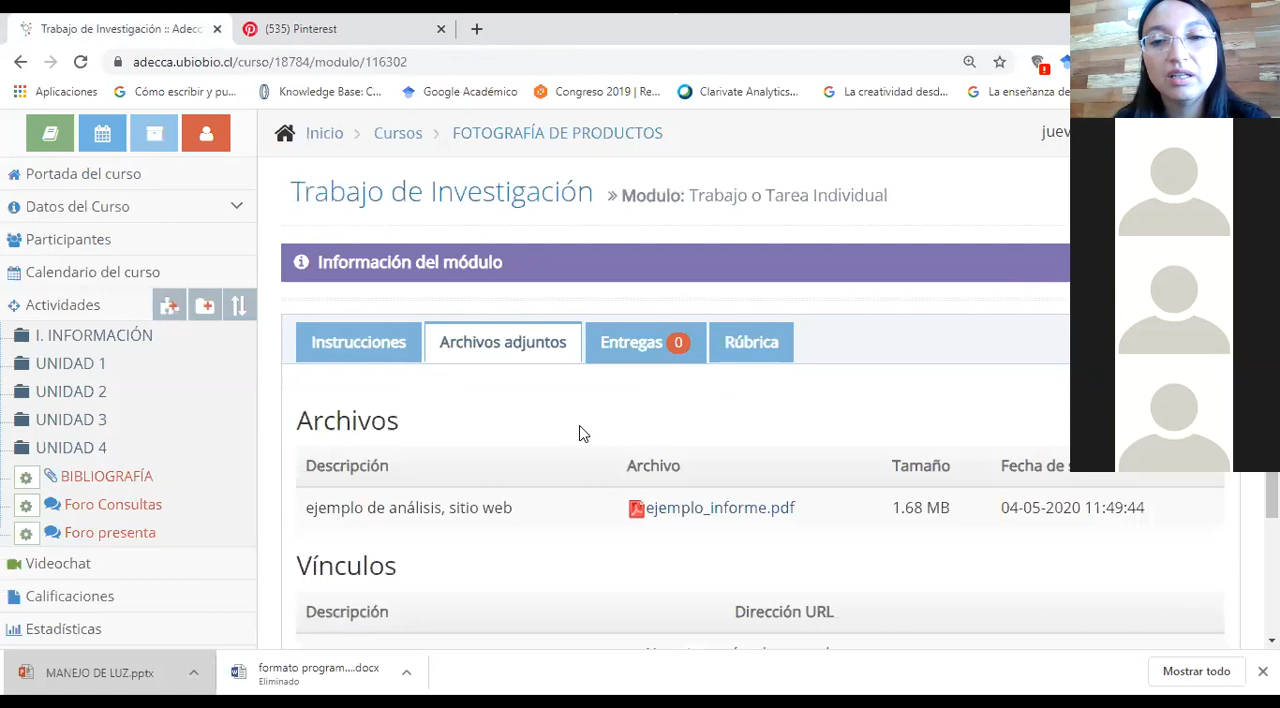 Trabajo de Investigación :: Adecc
(535) Pinterest
adecca.ubiobio.cl/curso/18784/modulo/116302
Aplicaciones
Cómo escribir y pu...
Knowledge Base: C...
Google Académico
Congreso 2019 | Re...
Clarivate Analytics...
La creatividad desd...
La enseñanza de
Inicio > Cursos > FOTOGRAFÍA DE PRODUCTOS
juev
Portada del curso
Datos del Curso
Participantes
Calendario del curso
Actividades
I. INFORMACIÓN
UNIDAD 1
UNIDAD 2
UNIDAD 3
UNIDAD 4
BIBLIOGRAFÍA
Foro Consultas
Foro presenta
Videochat
Calificaciones
Estadísticas
Trabajo de Investigación » Modulo: Trabajo o Tarea Individual
Información del módulo
Instrucciones
Archivos adjuntos
Entregas 0
Rúbrica
Archivos
Descripción Archivo Tamaño Fecha de
ejemplo de análisis, sitio web ejemplo_informe.pdf 1.68 MB 04-05-2020 11:49:44
Vínculos
Descripción Dirección URL
MANEJO DE LUZ.pptx
formato program....docx
Eliminado
Mostrar todo